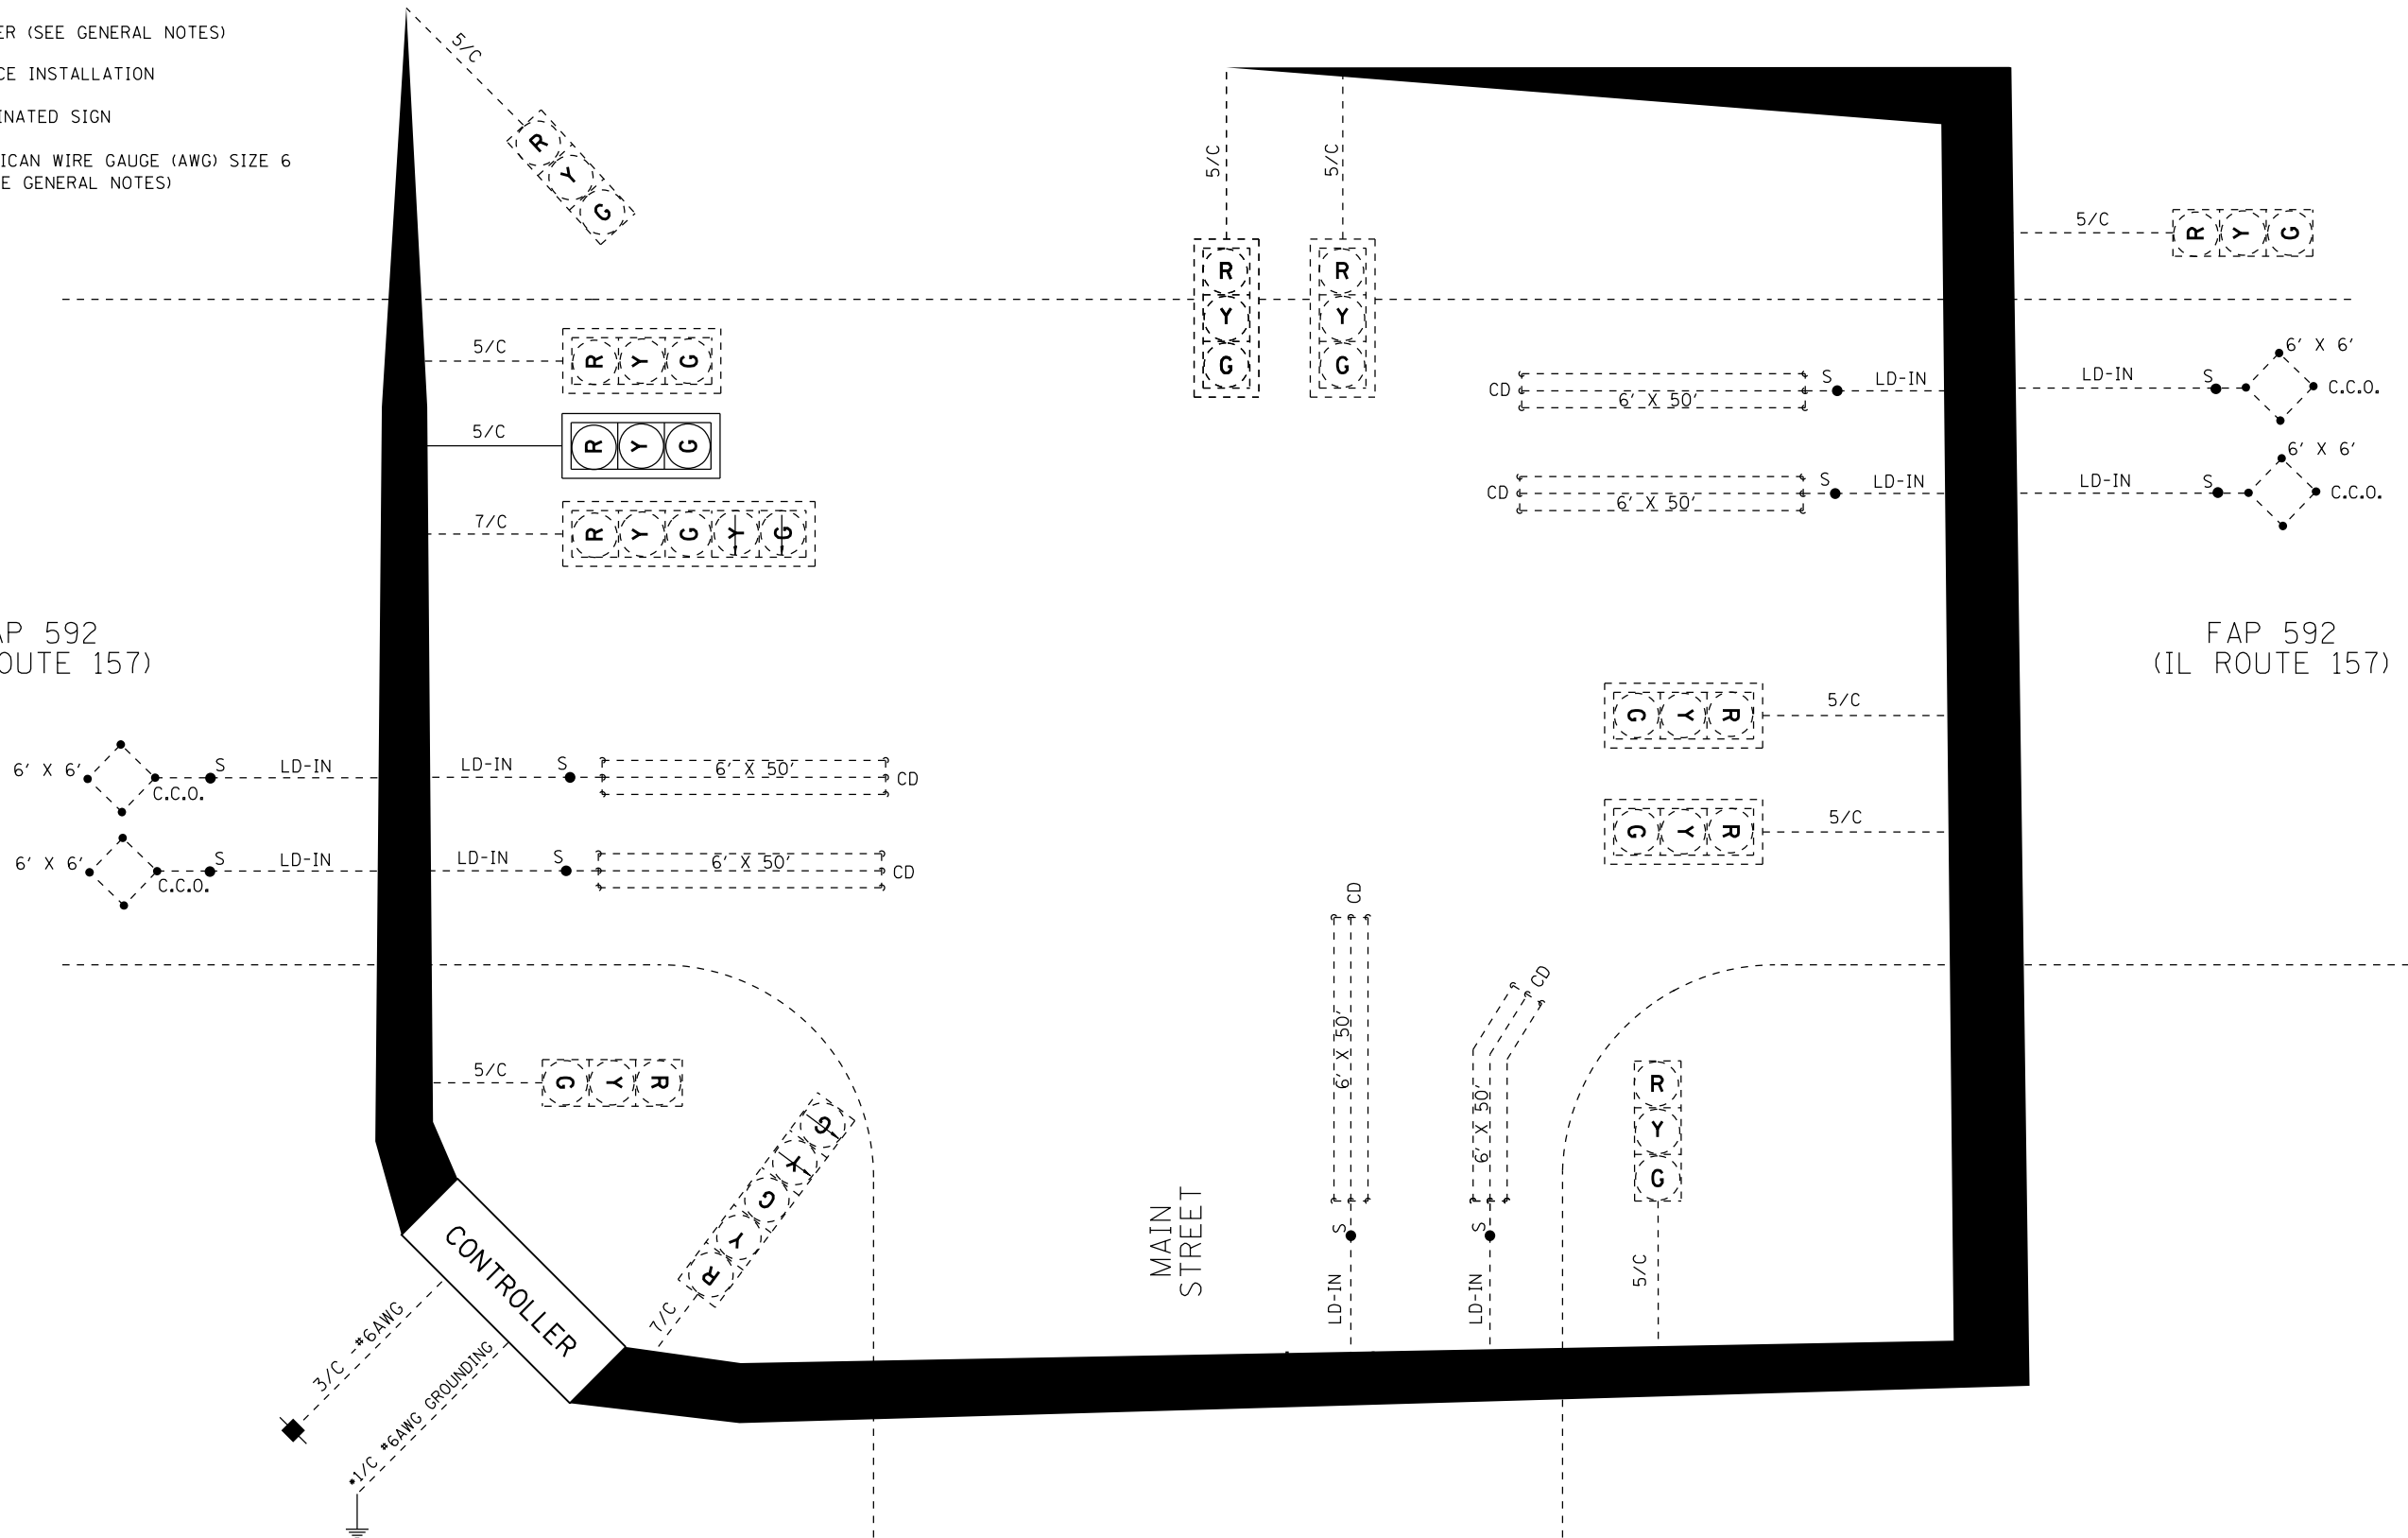 ER (SEE GENERAL NOTES)
CE INSTALLATION
INATED SIGN
ICAN WIRE GAUGE (AWG) SIZE 6
E GENERAL NOTES)
5/C
R Y G
5/C
5/C
R Y G
R Y G
5/C
R Y G
5/C
R Y G
5/C
R Y G
7/C
R Y G Y G
CD
6' X 50'
S
LD-IN
LD-IN
S
6' X 6'
C.C.O.
CD
6' X 50'
S
LD-IN
LD-IN
S
6' X 6'
C.C.O.
AP 592
OUTE 157)
FAP 592
(IL ROUTE 157)
G Y R
5/C
G Y R
5/C
6' X 6'
C.C.O.
S
LD-IN
LD-IN
S
6' X 50'
CD
6' X 6'
C.C.O.
S
LD-IN
LD-IN
S
6' X 50'
CD
CD
6' X 50'
S
LD-IN
CD
6' X 50'
S
LD-IN
5/C
G Y R
R Y G Y G
7/C
R
Y
G
5/C
MAIN
STREET
CONTROLLER
3/C - #6AWG
*1/C #6AWG GROUNDING